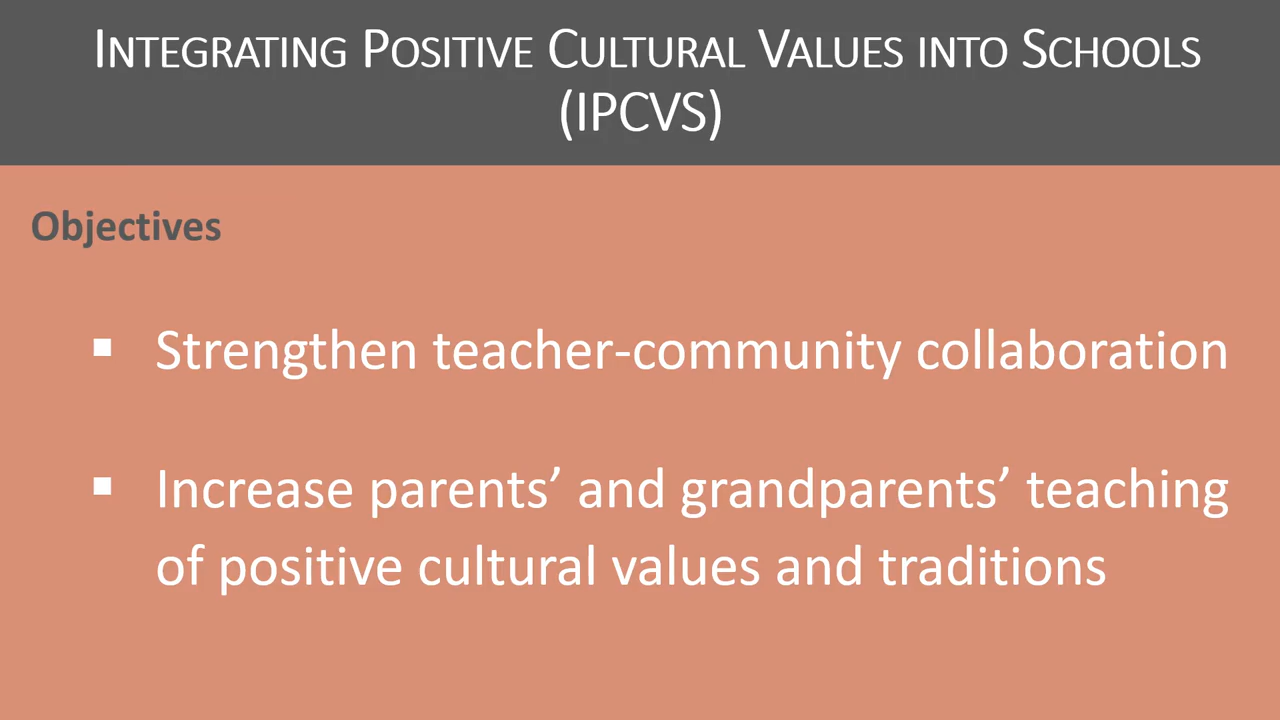 INTEGRATING POSITIVE CULTURAL VALUES INTO SCHOOLS
(IPCVS)
Objectives
▪ Strengthen teacher-community collaboration
▪ Increase parents’ and grandparents’ teaching
of positive cultural values and traditions